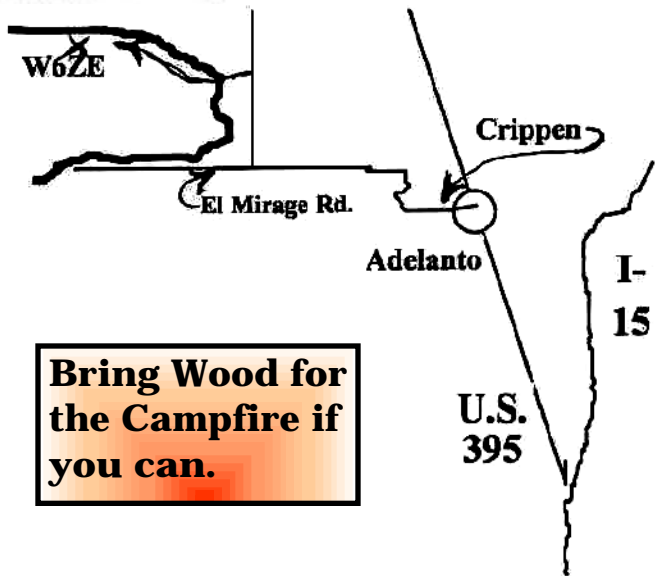 W6ZE
Crippen
El Mirage Rd.
Adelanto
I-
15
Bring Wood for
the Campfire if
you can.
U.S.
395